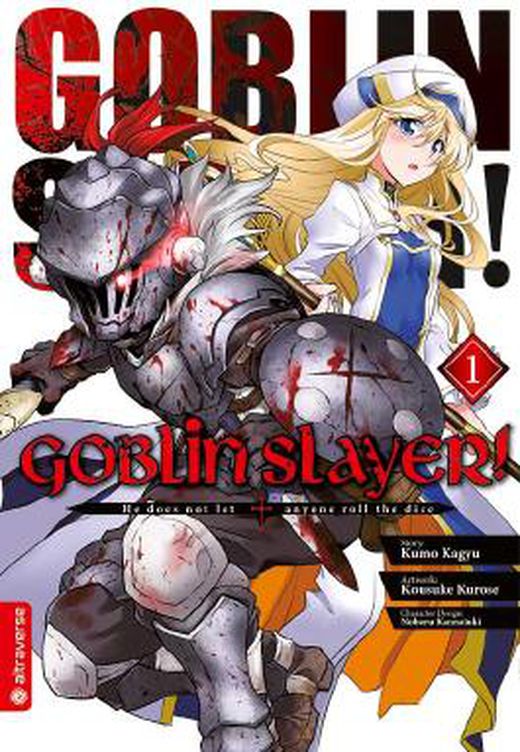 GOBLIN
S !
1
GOBLIN SLAYER!
He does not let anyone roll the dice
Story:
Kumo Kagyu
Artwork:
Kousuke Kurose
Character Design:
Noboru Kannatuki
altraverse